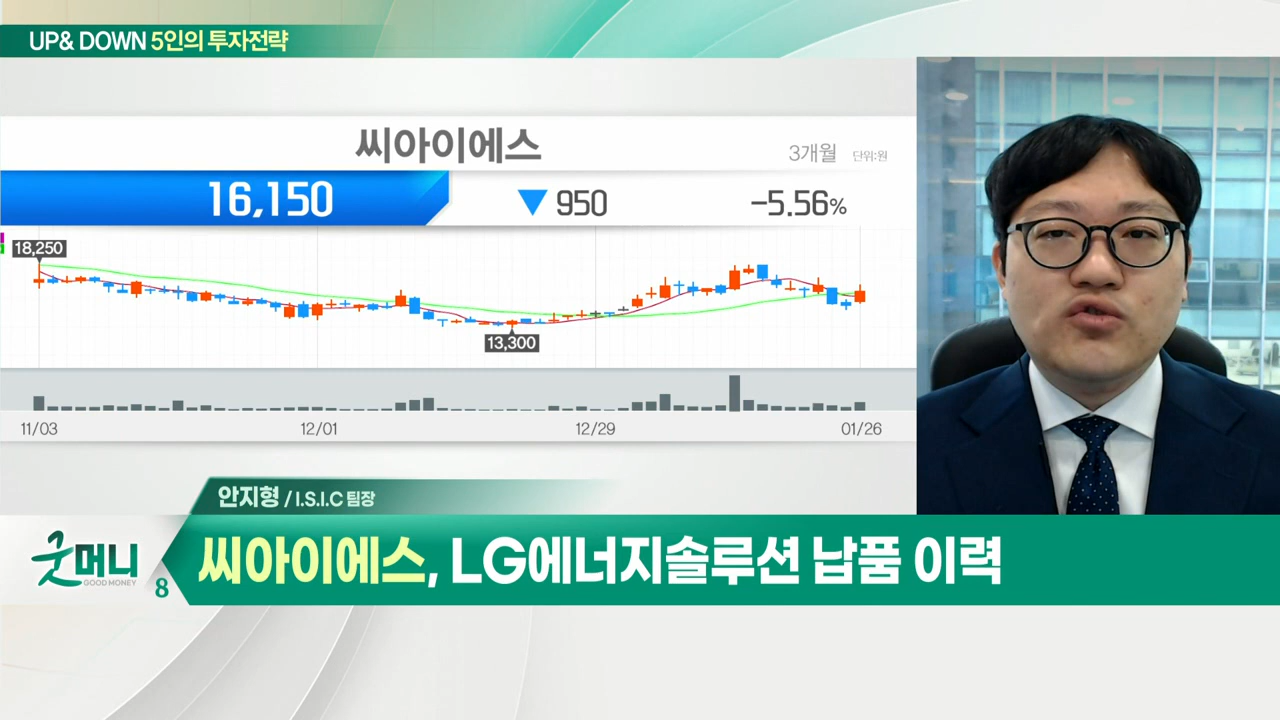 UP& DOWN 5인의 투자전략
씨아이에스
3개월 단위:원
16,150 ▼ 950 -5.56%
18,250
13,300
11/03 12/01 12/29 01/26
안지형 / I.S.I.C 팀장
굿머니
GOOD MONEY
8
씨아이에스, LG에너지솔루션 납품 이력